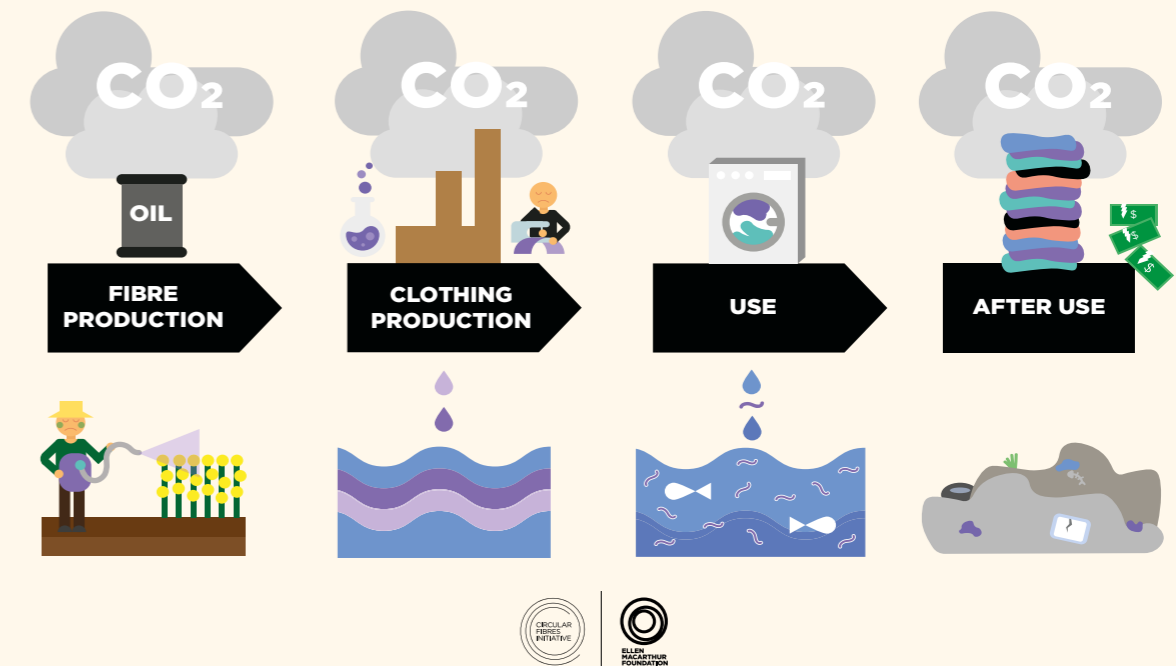 CO₂
CO₂
CO₂
CO₂
OIL
$
$
$
FIBRE
PRODUCTION
CLOTHING
PRODUCTION
USE
AFTER USE
CIRCULAR
FIBRES
INITIATIVE
ELLEN
MACARTHUR
FOUNDATION